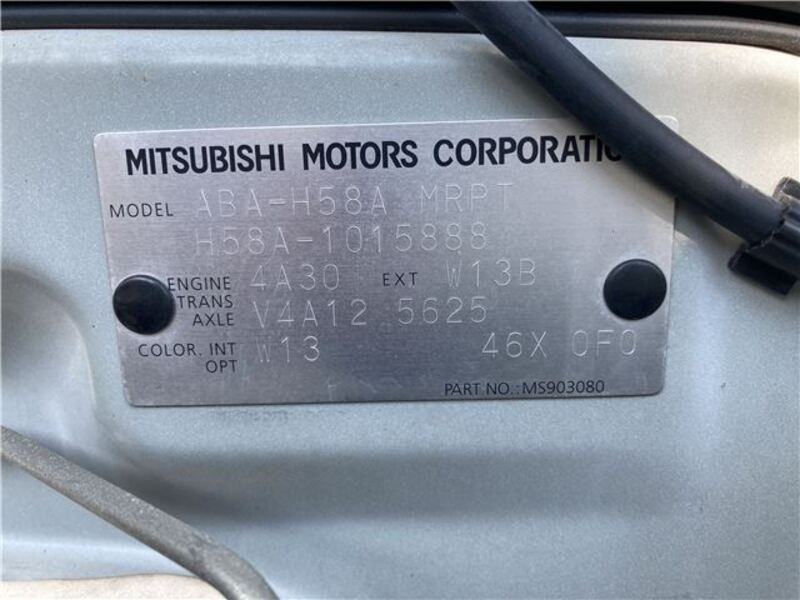 MITSUBISHI MOTORS CORPORATIO
MODEL ABA-H58A MRPT
H58A-1015888
ENGINE 4A30 EXT W13B
TRANS AXLE V4A12 5625
COLOR. INT W13 46X 0F0
OPT
PART NO.:MS903080